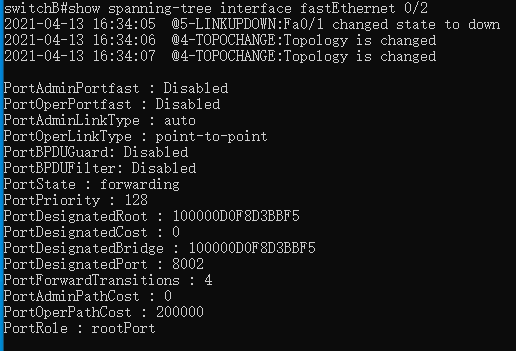 switchB#show spanning-tree interface fastEthernet 0/2
2021-04-13 16:34:05  @5-LINKUPDOWN:Fa0/1 changed state to down
2021-04-13 16:34:06  @4-TOPOCHANGE:Topology is changed
2021-04-13 16:34:07  @4-TOPOCHANGE:Topology is changed

PortAdminPortfast : Disabled
PortOperPortfast : Disabled
PortAdminLinkType : auto
PortOperLinkType : point-to-point
PortBPDUGuard: Disabled
PortBPDUFilter: Disabled
PortState : forwarding
PortPriority : 128
PortDesignatedRoot : 100000D0F8D3BBF5
PortDesignatedCost : 0
PortDesignatedBridge : 100000D0F8D3BBF5
PortDesignatedPort : 8002
PortForwardTransitions : 4
PortAdminPathCost : 0
PortOperPathCost : 200000
PortRole : rootPort